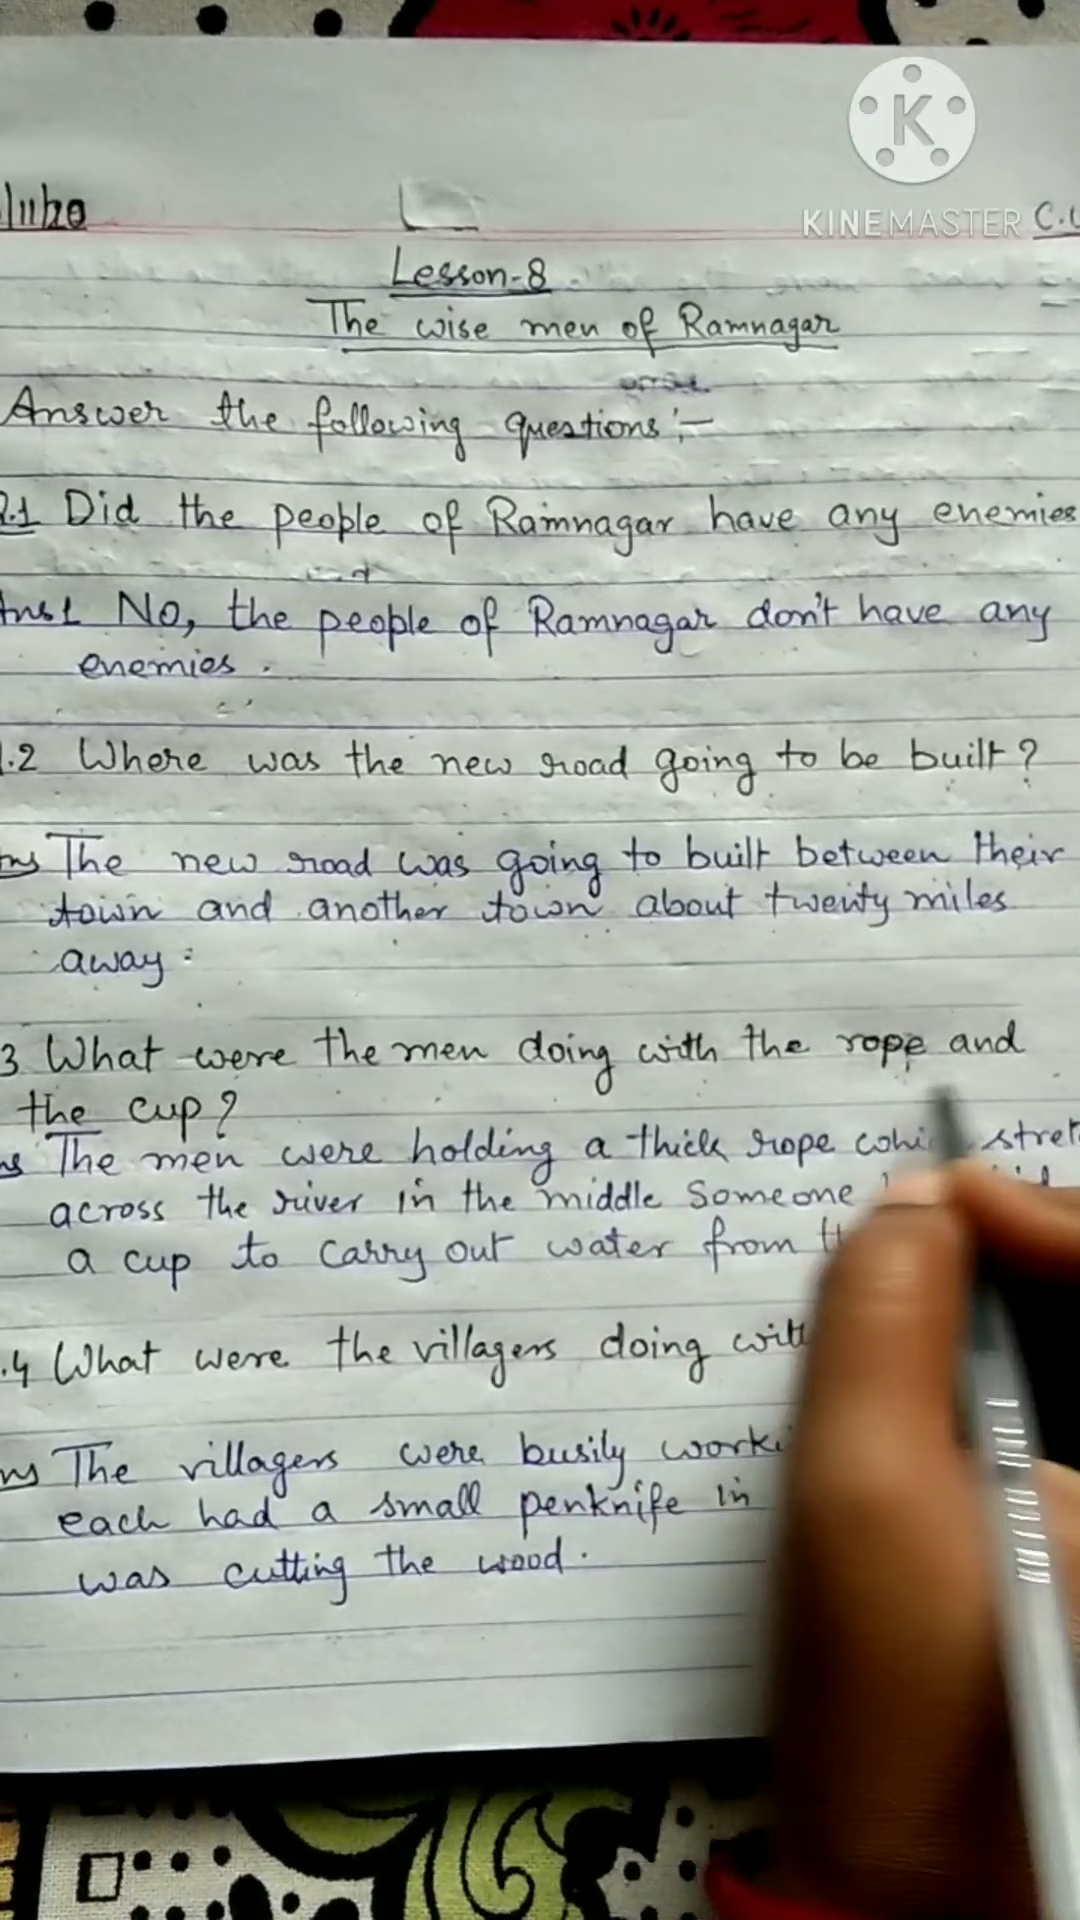 K
KINEMASTER
Lesson-8
The wise men of Ramnagar
Answer the following questions:-
Did the people of Ramnagar have any enemies
No, the people of Ramnagar don't have any
enemies.
.2 Where was the new road going to be built?
The new road was going to built between their
town and another town about twenty miles
away.
3 What were the men doing with the rope and
the cup?
The men were holding a thick rope
across the river in the middle someone
a cup to carry out water from
.4 What were the villagers doing
The villagers were busily
each had a small penknife in
was cutting the wood.